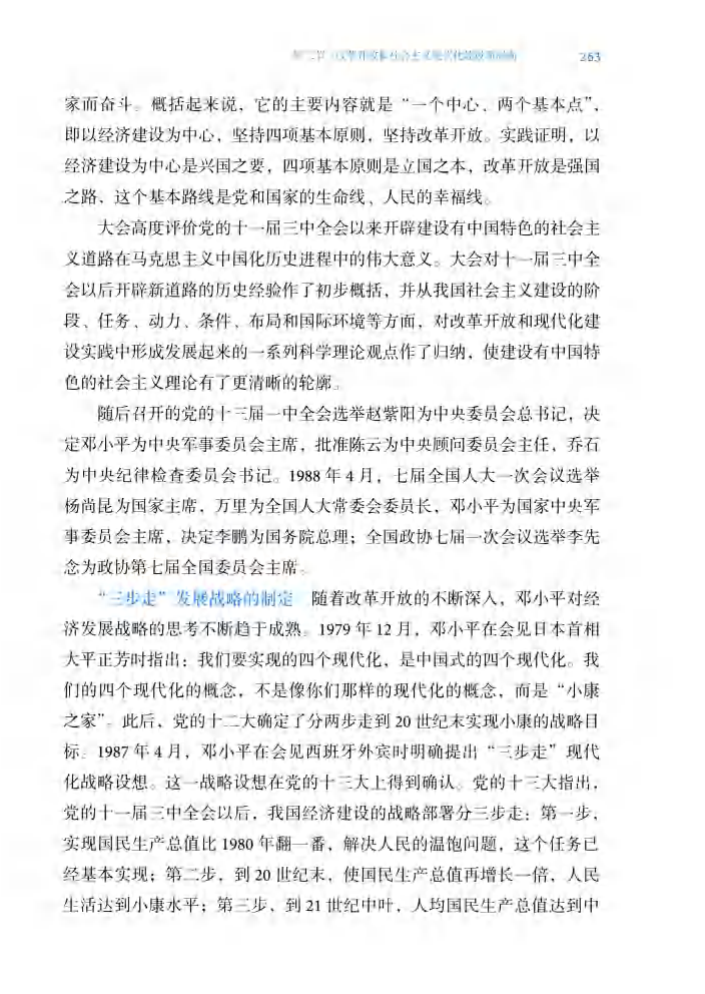 263
家而奋斗。概括起来说，它的主要内容就是“一个中心、两个基本点”，
即以经济建设为中心，坚持四项基本原则，坚持改革开放。实践证明，以
经济建设为中心是兴国之要，四项基本原则是立国之本，改革开放是强国
之路，这个基本路线是党和国家的生命线、人民的幸福线。
大会高度评价党的十一届三中全会以来开辟建设有中国特色的社会主
义道路在马克思主义中国化历史进程中的伟大意义。大会对十一届三中全
会以后开辟新道路的历史经验作了初步概括，并从我国社会主义建设的阶
段、任务、动力、条件、布局和国际环境等方面，对改革开放和现代化建
设实践中形成发展起来的一系列科学理论观点作了归纳，使建设有中国特
色的社会主义理论有了更清晰的轮廓。
随后召开的党的十三届一中全会选举赵紫阳为中央委员会总书记，决
定邓小平为中央军事委员会主席，批准陈云为中央顾问委员会主任，乔石
为中央纪律检查委员会书记。1988 年 4 月，七届全国人大一次会议选举
杨尚昆为国家主席，万里为全国人大常委会委员长，邓小平为国家中央军
事委员会主席，决定李鹏为国务院总理；全国政协七届一次会议选举李先
念为政协第七届全国委员会主席。
“三步走”发展战略的制定 随着改革开放的不断深入，邓小平对经
济发展战略的思考不断趋于成熟。1979 年 12 月，邓小平在会见日本首相
大平正芳时指出：我们要实现的四个现代化，是中国式的四个现代化。我
们的四个现代化的概念，不是像你们那样的现代化的概念，而是“小康
之家”。此后，党的十二大确定了分两步走到 20 世纪末实现小康的战略目
标。1987 年 4 月，邓小平在会见西班牙外宾时明确提出“三步走”现代
化战略设想。这一战略设想在党的十三大上得到确认。党的十三大指出，
党的十一届三中全会以后，我国经济建设的战略部署分三步走：第一步，
实现国民生产总值比 1980 年翻一番，解决人民的温饱问题，这个任务已
经基本实现；第二步，到 20 世纪末，使国民生产总值再增长一倍，人民
生活达到小康水平；第三步，到 21 世纪中叶，人均国民生产总值达到中